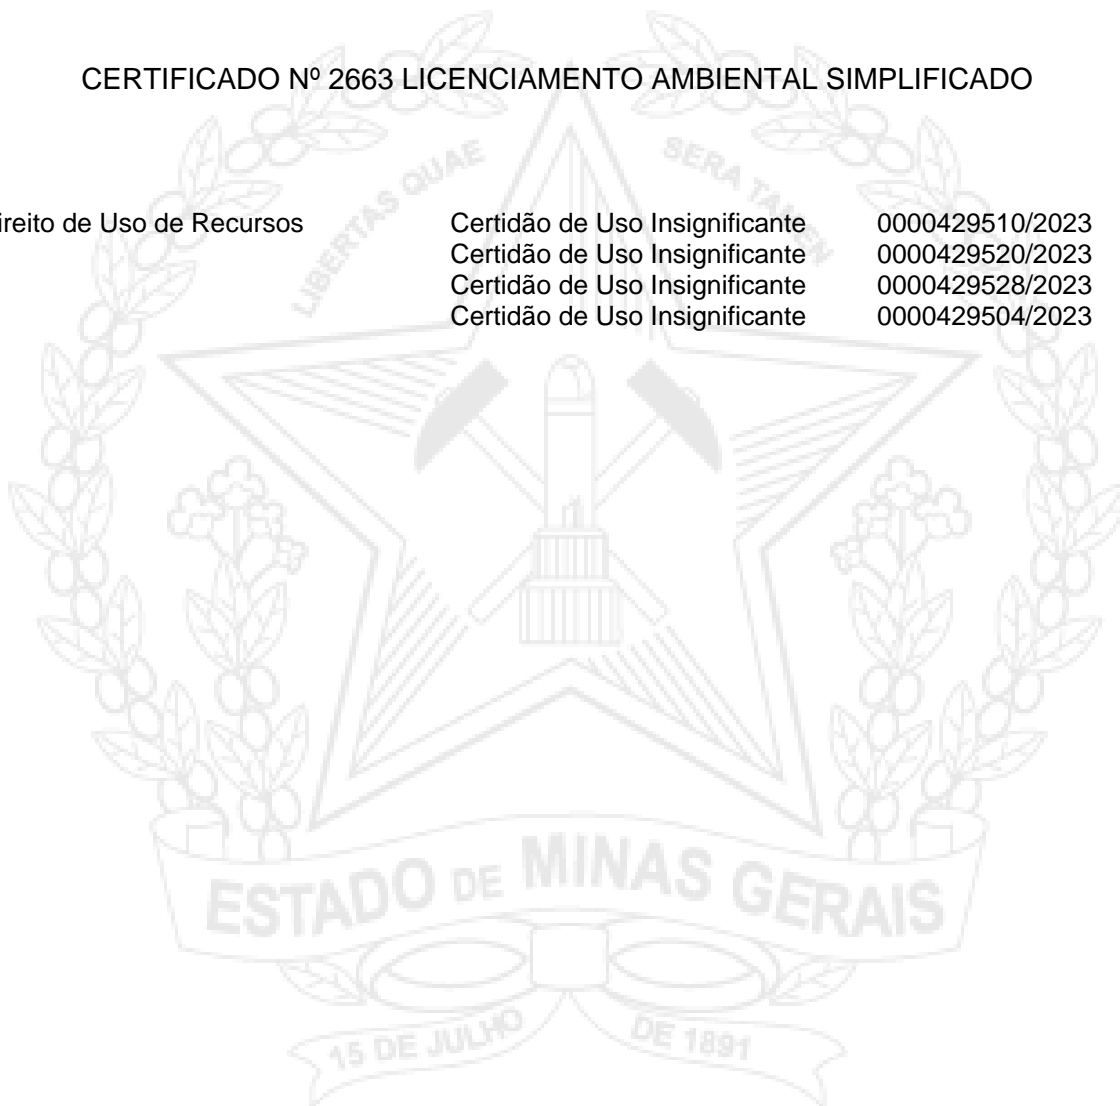 CERTIFICADO Nº 2663 LICENCIAMENTO AMBIENTAL SIMPLIFICADO
LIBERTAS QUAE SERA TAMEN
ireito de Uso de Recursos Certidão de Uso Insignificante 0000429510/2023
Certidão de Uso Insignificante 0000429520/2023
Certidão de Uso Insignificante 0000429528/2023
Certidão de Uso Insignificante 0000429504/2023
ESTADO DE MINAS GERAIS
15 DE JULHO DE 1891